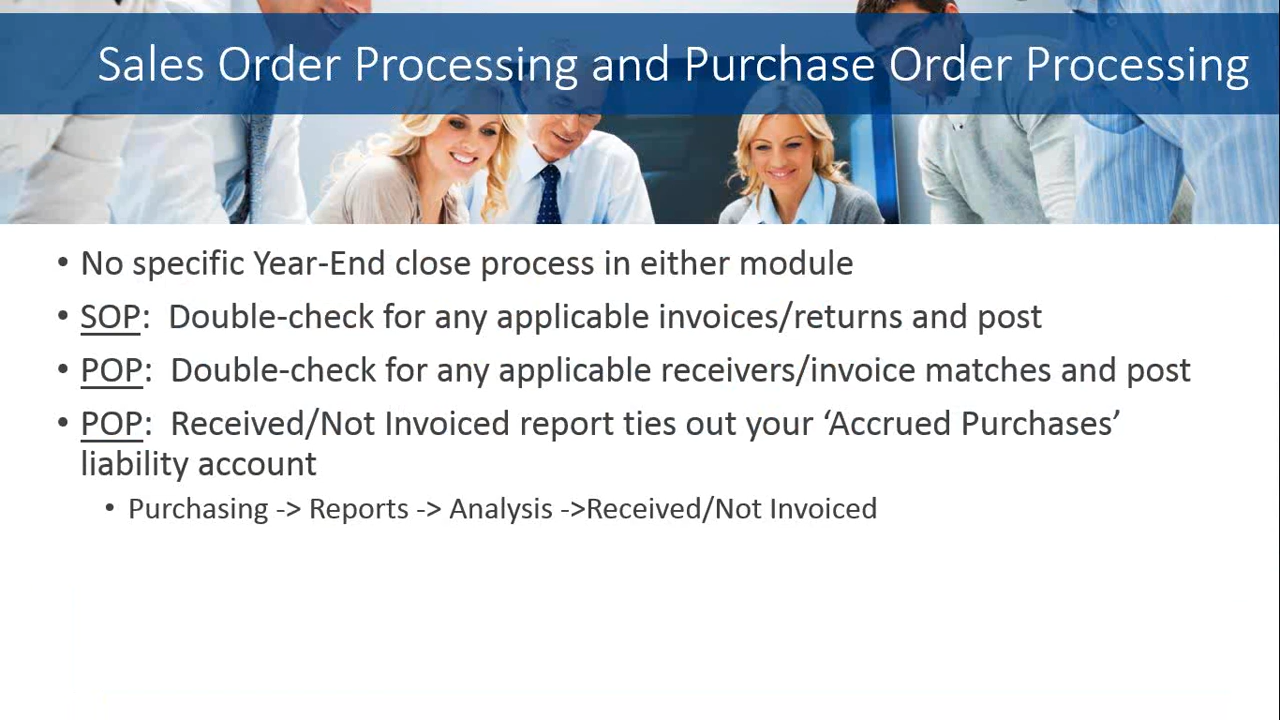 Sales Order Processing and Purchase Order Processing
• No specific Year-End close process in either module
• SOP:  Double-check for any applicable invoices/returns and post
• POP:  Double-check for any applicable receivers/invoice matches and post
• POP:  Received/Not Invoiced report ties out your ‘Accrued Purchases’
liability account
• Purchasing -> Reports -> Analysis ->Received/Not Invoiced